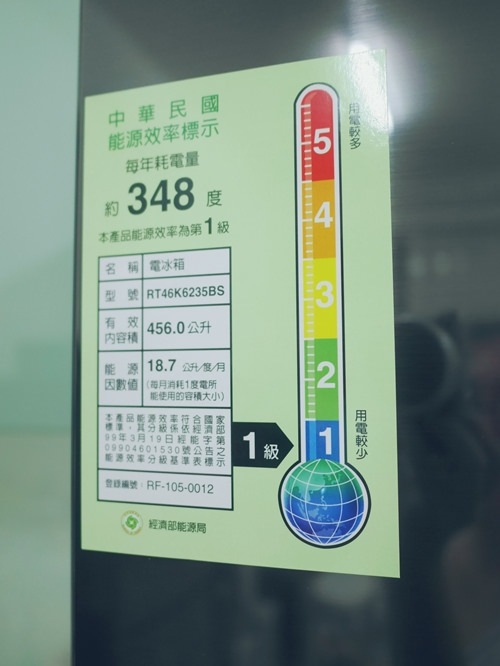 中華民國
能源效率標示
每年耗電量
約 348 度
本產品能源效率為第1級
名稱 電冰箱
型號 RT46K6235BS
有效內容積 456.0 公升
能源因數值 18.7 公升/度/月
(每月消耗1度電所
能使用的容積大小)
本產品能源效率符合國家
標準，其分級係依經濟部
99年3月19日經能字第
09904601530號公告之
能源效率分級基準表標示
登錄編號：RF-105-0012
經濟部能源局
用電較多
5
4
3
2
1
用電較少
1級